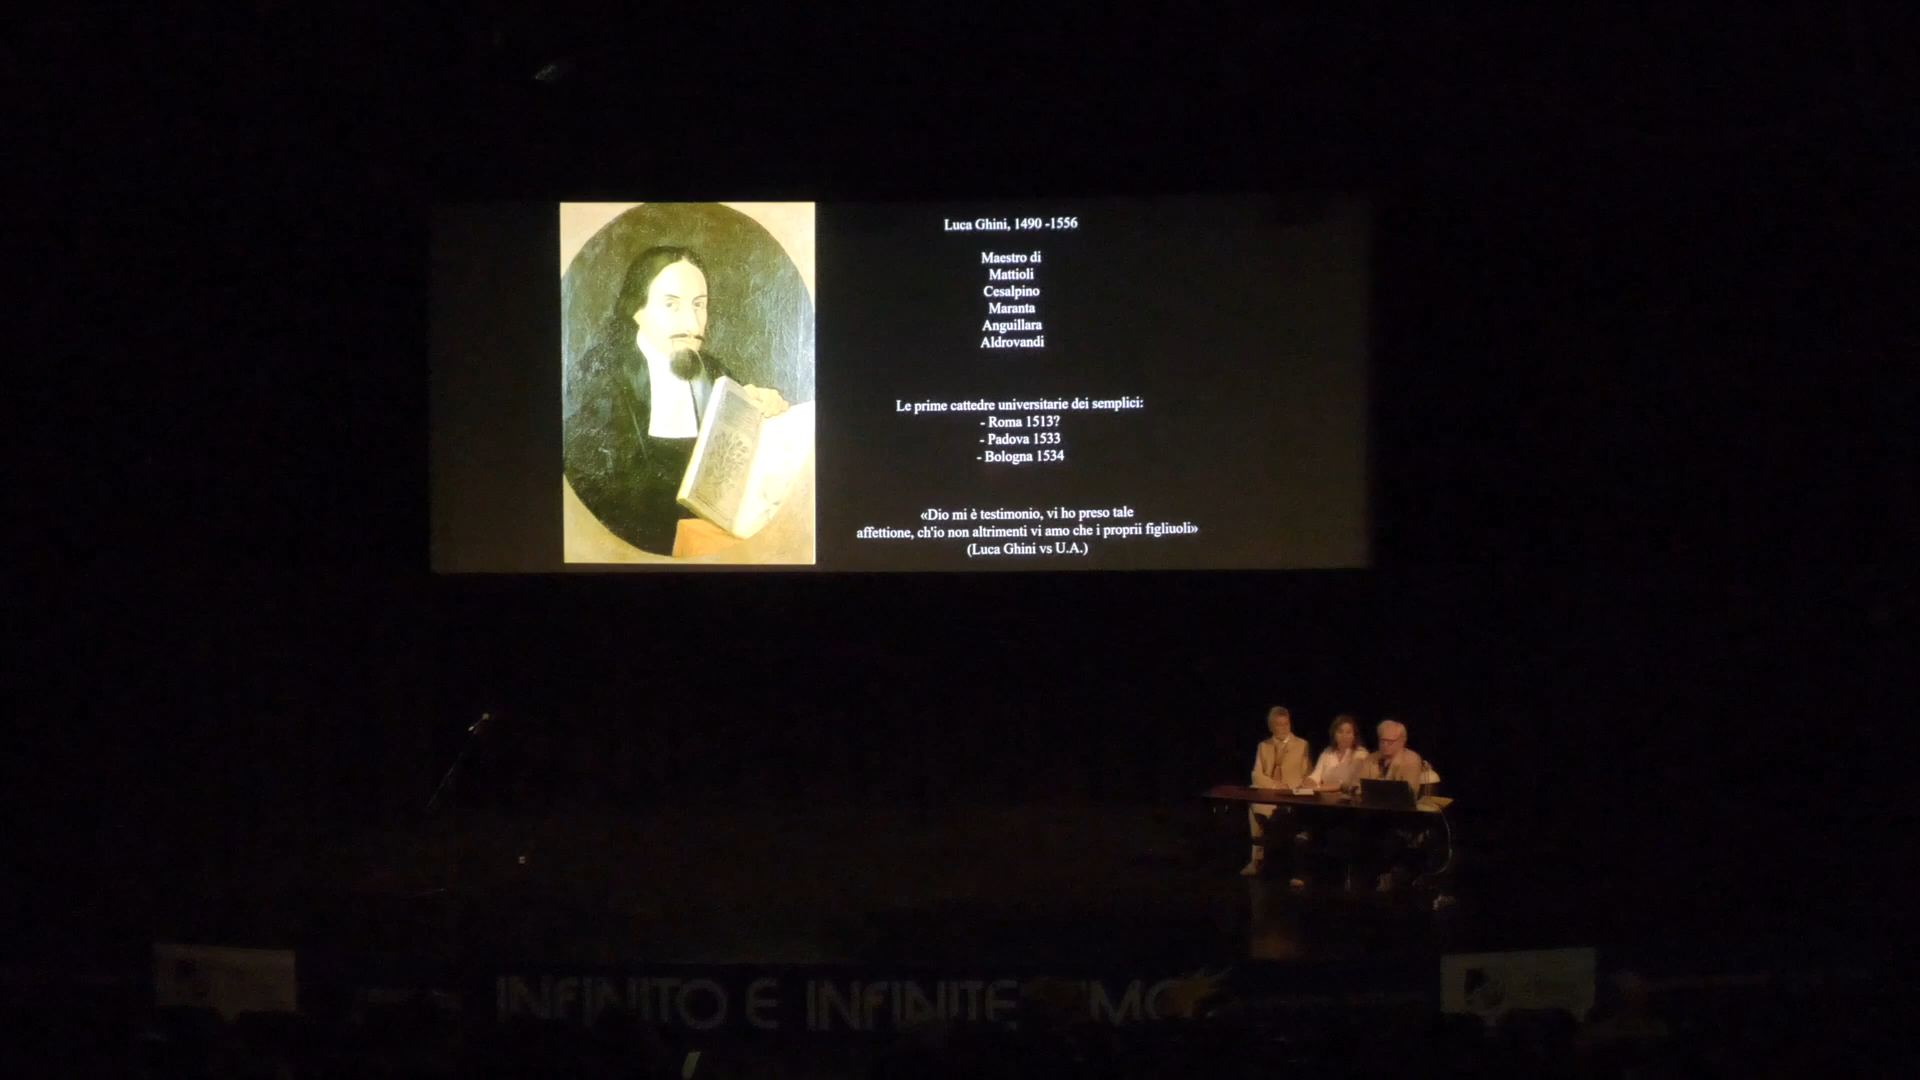 Luca Ghini, 1490 -1556
Maestro di
Mattioli
Cesalpino
Maranta
Anguillara
Aldrovandi
Le prime cattedre universitarie dei semplici:
- Roma 1513?
- Padova 1533
- Bologna 1534
«Dio mi è testimonio, vi ho preso tale
affettione, ch'io non altrimenti vi amo che i proprii figliuoli»
(Luca Ghini vs U.A.)
INFINITO E INFINITE